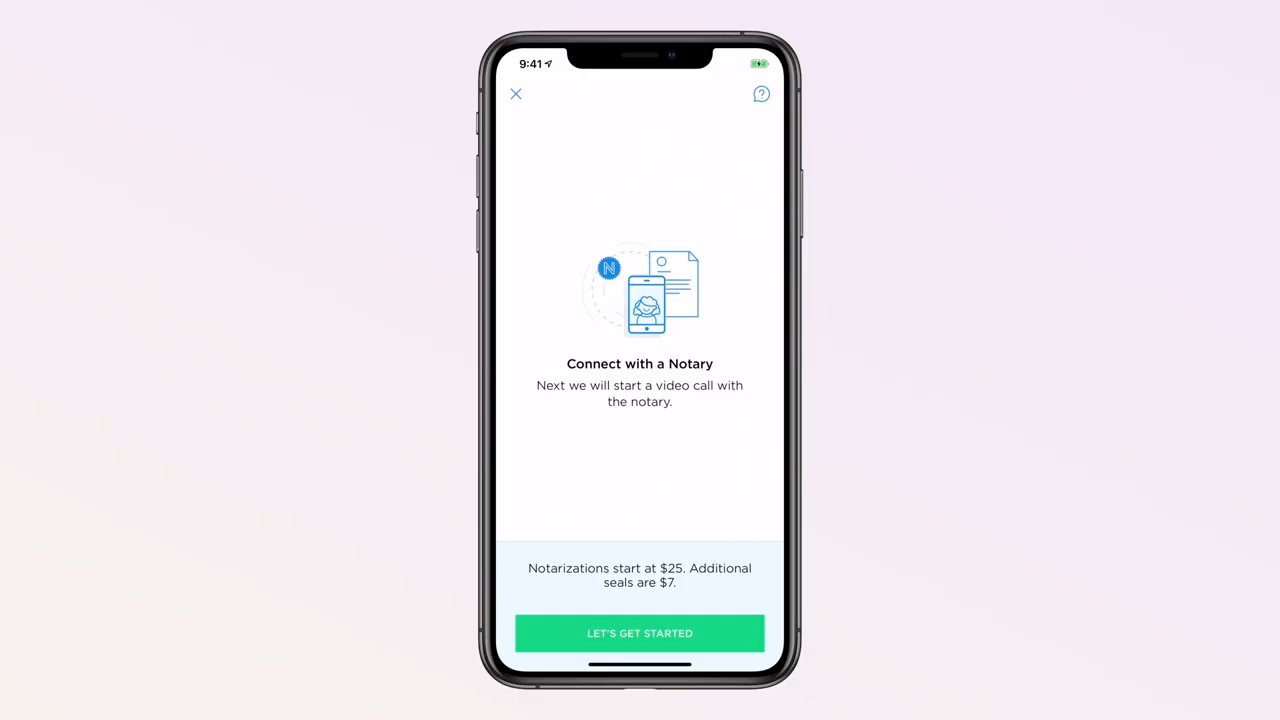 9:41
N
Connect with a Notary
Next we will start a video call with
the notary.
Notarizations start at $25. Additional
seals are $7.
LET'S GET STARTED